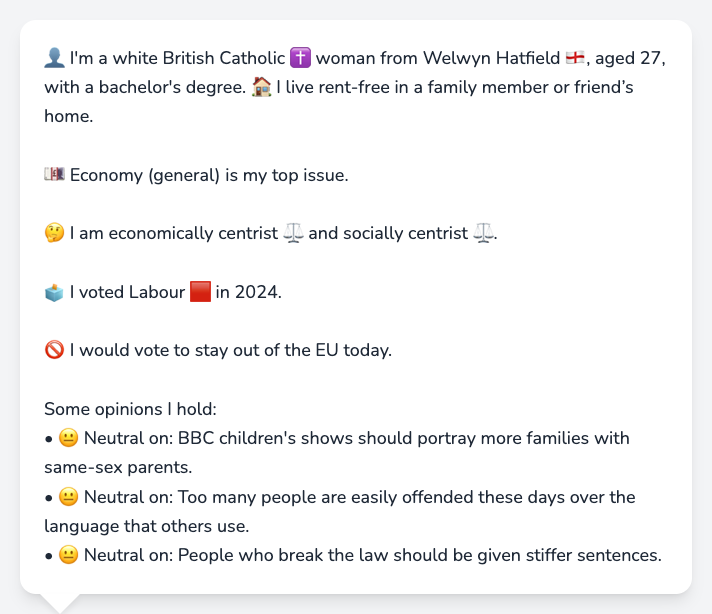 👤 I'm a white British Catholic ✝️ woman from Welwyn Hatfield 🏴󠁧󠁢󠁥󠁮󠁧󠁿, aged 27,
with a bachelor's degree. 🏠 I live rent-free in a family member or friend’s
home.
💷 Economy (general) is my top issue.
🤔 I am economically centrist ⚖️ and socially centrist ⚖️.
🗳️ I voted Labour 🟥 in 2024.
🚫 I would vote to stay out of the EU today.
Some opinions I hold:
• 😐 Neutral on: BBC children's shows should portray more families with
same-sex parents.
• 😐 Neutral on: Too many people are easily offended these days over the
language that others use.
• 😐 Neutral on: People who break the law should be given stiffer sentences.